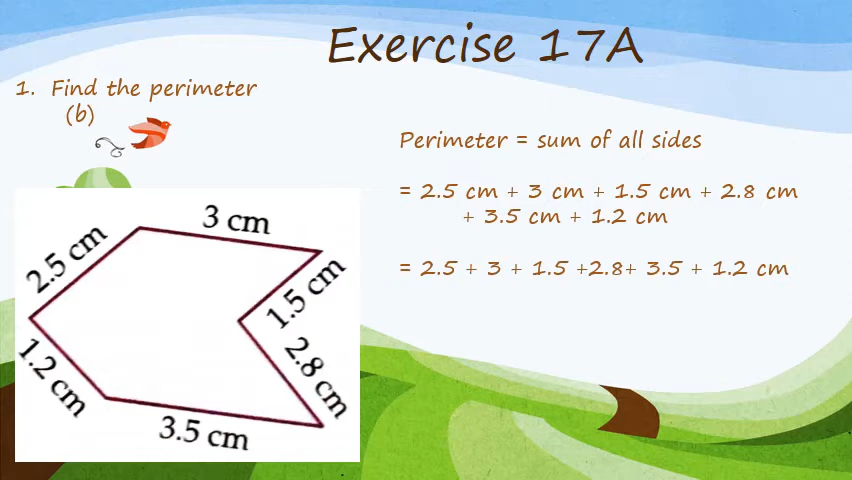 Exercise 17A
1. Find the perimeter
(b)
Perimeter = sum of all sides
= 2.5 cm + 3 cm + 1.5 cm + 2.8 cm
+ 3.5 cm + 1.2 cm
= 2.5 + 3 + 1.5 +2.8+ 3.5 + 1.2 cm
3 cm
2.5 cm
1.5 cm
2.8 cm
1.2 cm
3.5 cm